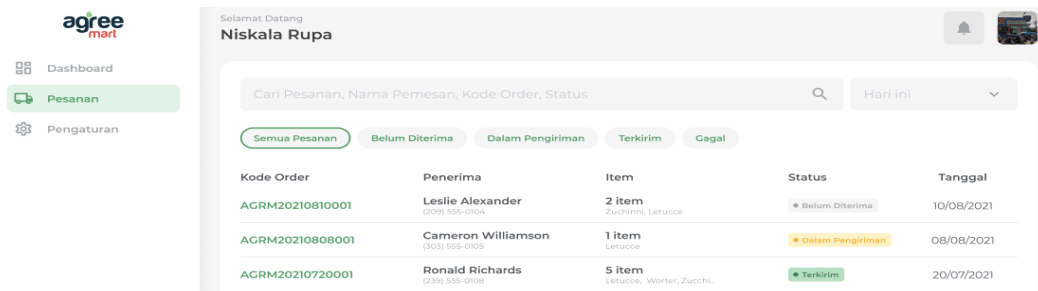 agree
mart
Selamat Datang
Niskala Rupa
Dashboard
Pesanan
Pengaturan
Cari Pesanan, Nama Pemesan, Kode Order, Status
Hari ini
Semua Pesanan Belum Diterima Dalam Pengiriman Terkirim Gagal
Kode Order Penerima Item Status Tanggal
AGRM20210810001 Leslie Alexander 2 item Belum Diterima 10/08/2021
(209) 555-0104 Zuchinni, Letucce
AGRM20210808001 Cameron Williamson 1 item Dalam Pengiriman 08/08/2021
(303) 555-0105 Letucce
AGRM20210720001 Ronald Richards 5 item Terkirim 20/07/2021
(239) 555-0108 Letucce, Worter, Zucchi..